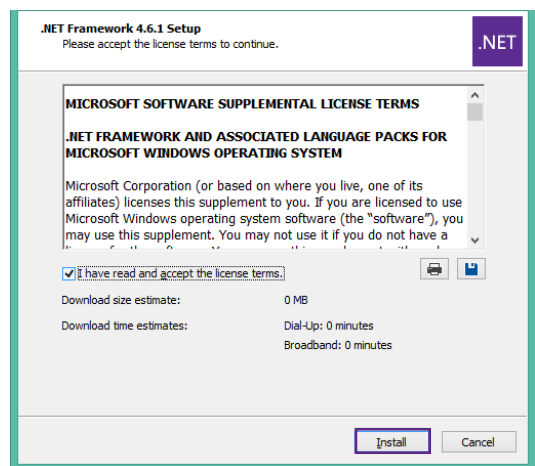 .NET Framework 4.6.1 Setup
Please accept the license terms to continue.
.NET
MICROSOFT SOFTWARE SUPPLEMENTAL LICENSE TERMS
.NET FRAMEWORK AND ASSOCIATED LANGUAGE PACKS FOR
MICROSOFT WINDOWS OPERATING SYSTEM
Microsoft Corporation (or based on where you live, one of its
affiliates) licenses this supplement to you. If you are licensed to use
Microsoft Windows operating system software (the “software”), you
may use this supplement. You may not use it if you do not have a
I have read and accept the license terms.
Download size estimate: 0 MB
Download time estimates: Dial-Up: 0 minutes
Broadband: 0 minutes
Install Cancel